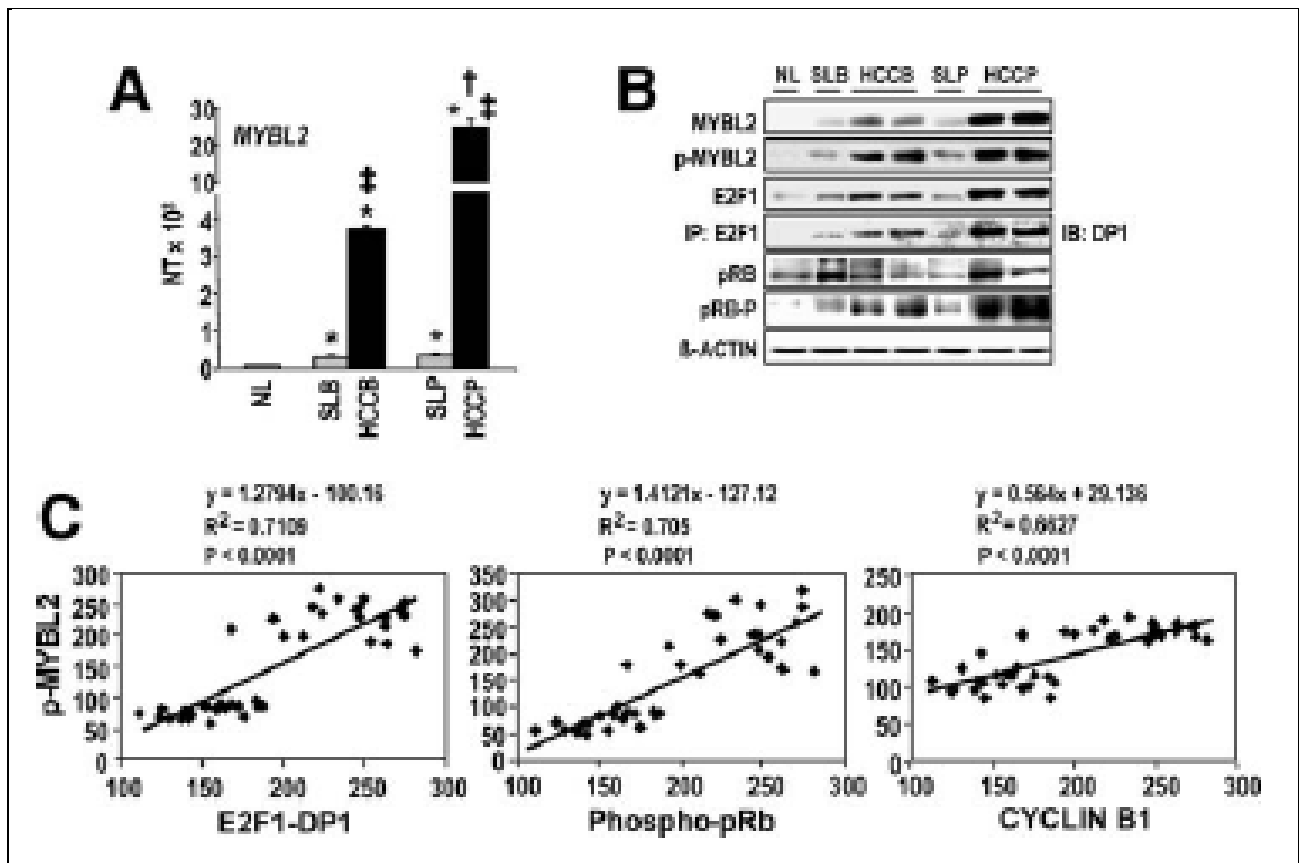 A
MYBL2
NT × 10³
30
20
10
4
3
2
1
0
NL
SLB
HCCB
SLP
HCCP
* ‡ * * * † ‡
B
NL SLB HCCB SLP HCCP
MYBL2
p-MYBL2
E2F1
IP: E2F1
IB: DP1
pRB
pRB-P
ß-ACTIN
C
y = 1.2794x - 100.16
R² = 0.7109
P < 0.0001
p-MYBL2
300
250
200
150
100
50
0
100 150 200 250 300
E2F1-DP1
y = 1.4121x - 127.12
R² = 0.705
P < 0.0001
350
300
250
200
150
100
50
0
100 150 200 250 300
Phospho-pRb
y = 0.564x + 29.136
R² = 0.6627
P < 0.0001
250
200
150
100
50
0
100 150 200 250 300
CYCLIN B1